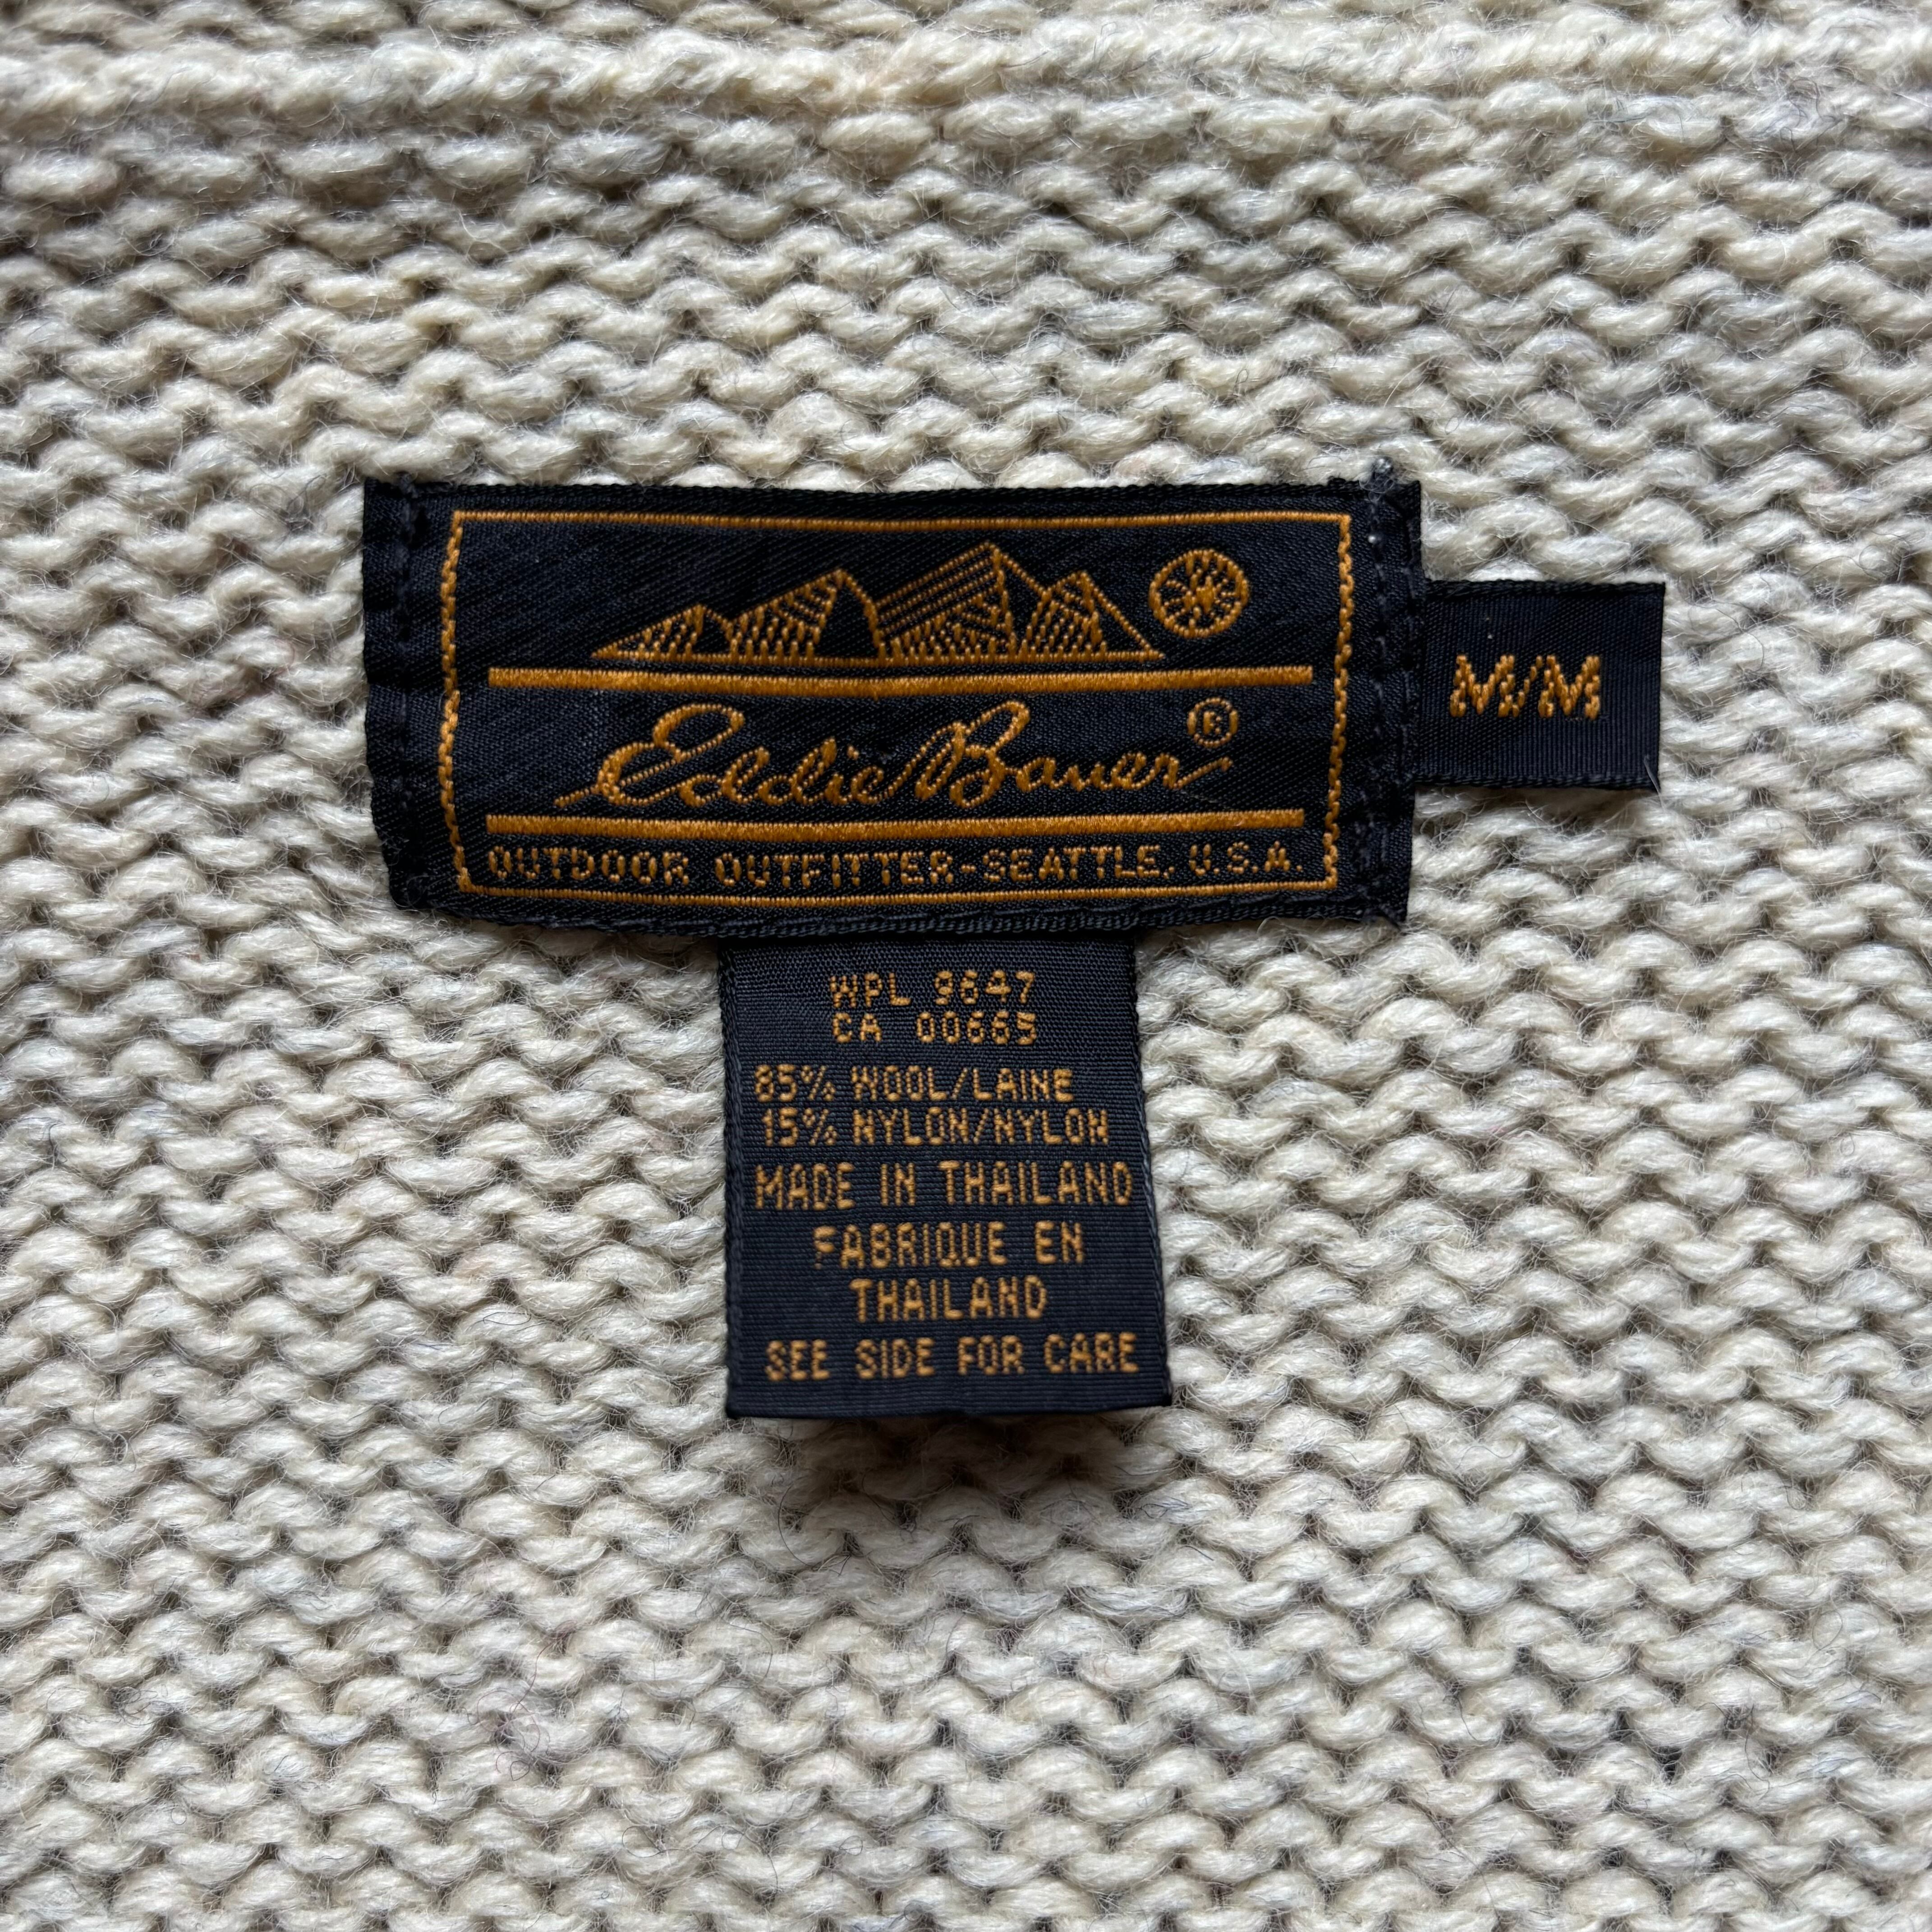 Eddie Bauer®
OUTDOOR OUTFITTER-SEATTLE, U.S.A.
M/M
WPL 9647
CA 00665
85% WOOL/LAINE
15% NYLON/NYLON
MADE IN THAILAND
FABRIQUE EN
THAILAND
SEE SIDE FOR CARE